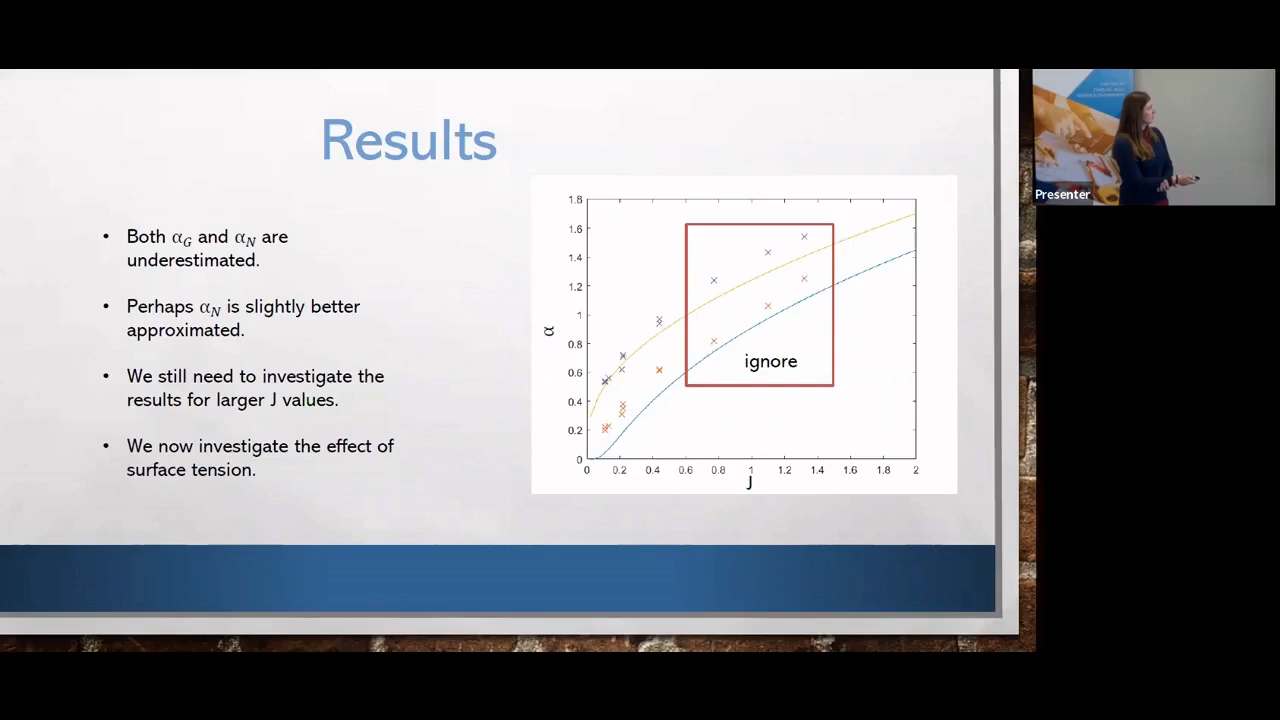 Results
• Both α_G and α_N are
underestimated.
• Perhaps α_N is slightly better
approximated.
• We still need to investigate the
results for larger J values.
• We now investigate the effect of
surface tension.
1.8
1.6
1.4
1.2
1
0.8
0.6
0.4
0.2
0
α
ignore
0 0.2 0.4 0.6 0.8 1 1.2 1.4 1.6 1.8 2
J
Presenter